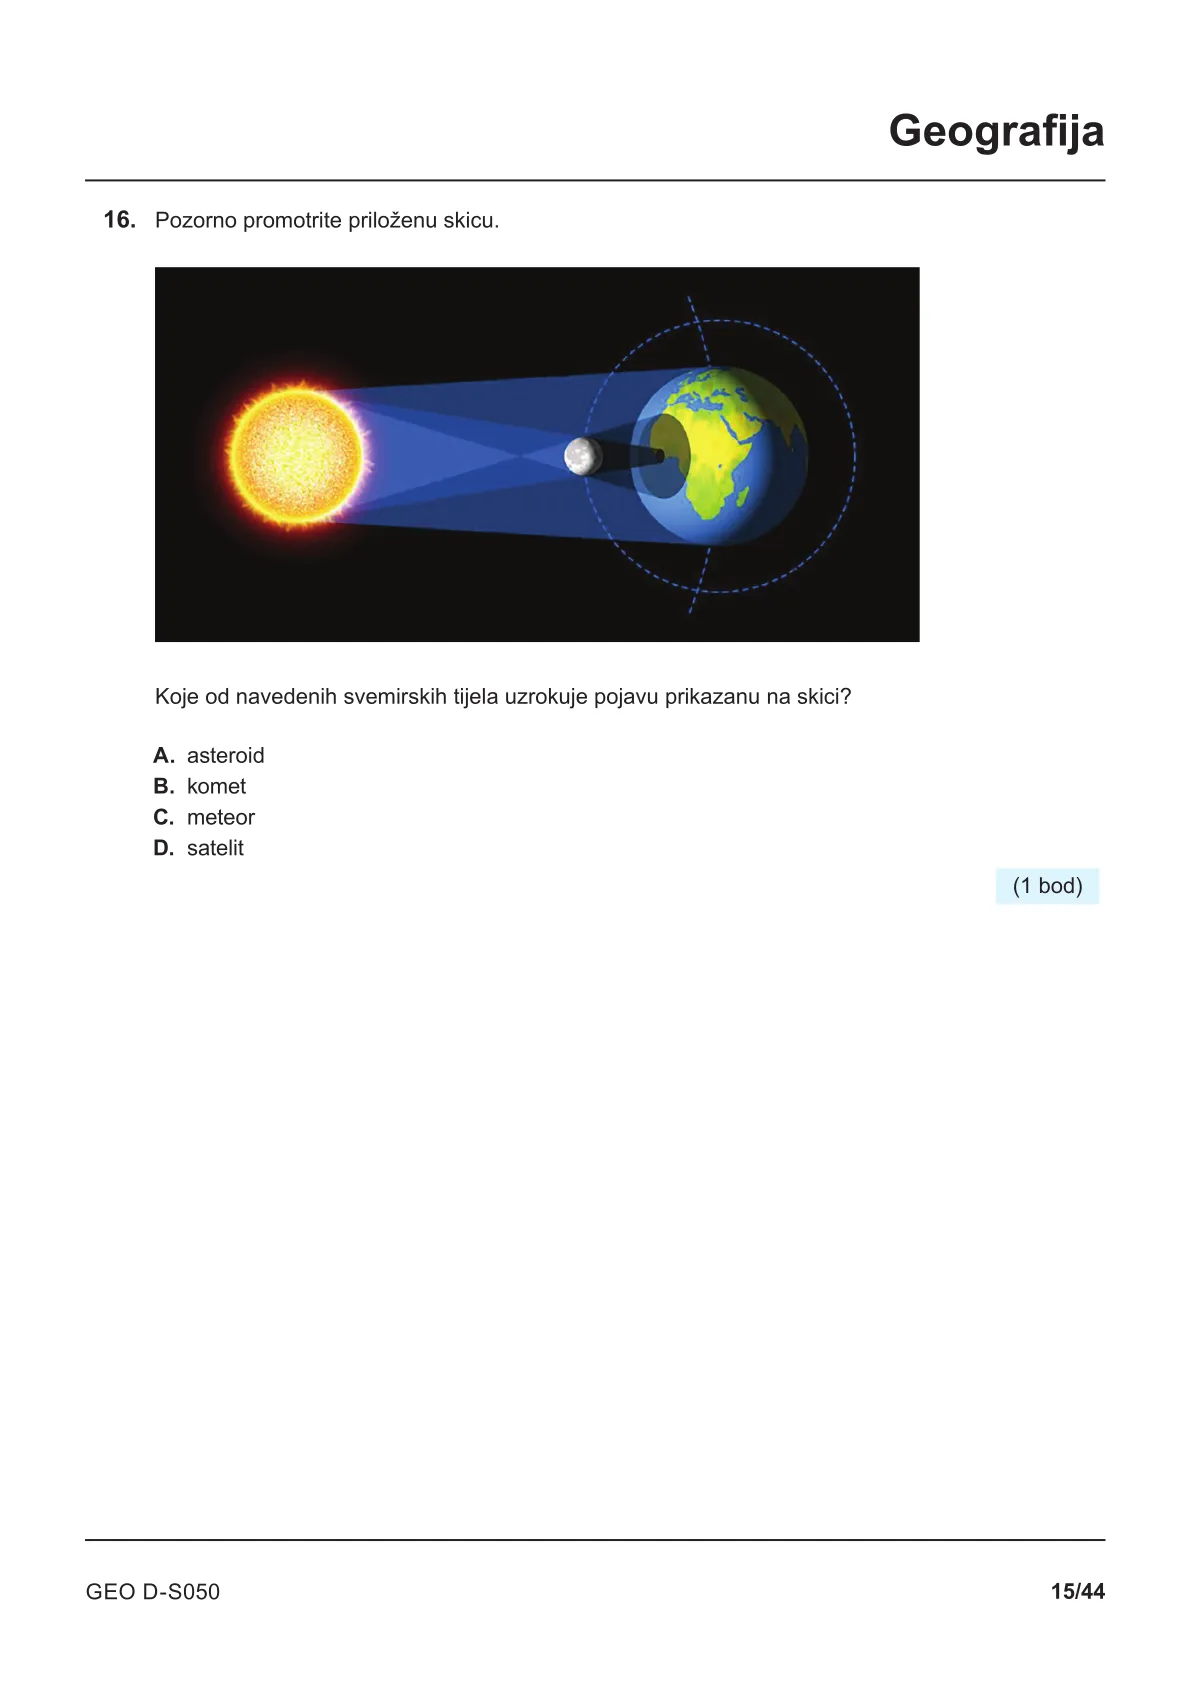 Geografija
16. Pozorno promotrite priloženu skicu.
Koje od navedenih svemirskih tijela uzrokuje pojavu prikazanu na skici?
A. asteroid
B. komet
C. meteor
D. satelit
(1 bod)
GEO D-S050
15/44